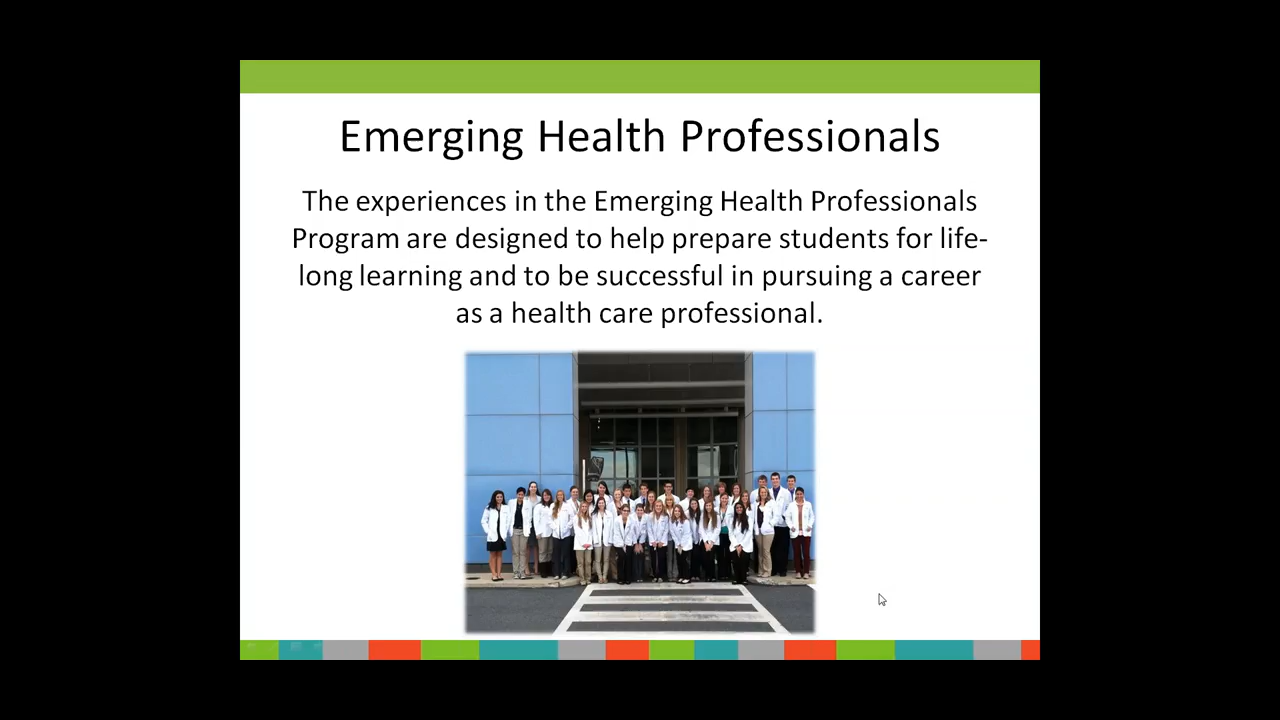 Emerging Health Professionals
The experiences in the Emerging Health Professionals
Program are designed to help prepare students for life-
long learning and to be successful in pursuing a career
as a health care professional.